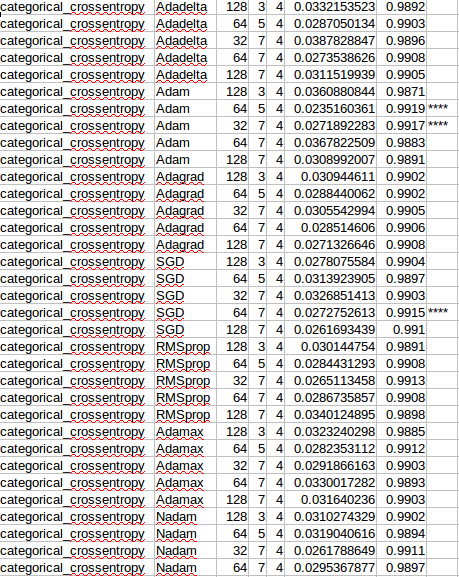 categorical_crossentropy Adadelta 128 3 4 0.0332153523 0.9892
categorical_crossentropy Adadelta 64 5 4 0.0287050134 0.9903
categorical_crossentropy Adadelta 32 7 4 0.0387828847 0.9896
categorical_crossentropy Adadelta 64 7 4 0.0273538626 0.9908
categorical_crossentropy Adadelta 128 7 4 0.0311519939 0.9905
categorical_crossentropy Adam 128 3 4 0.0360880844 0.9871
categorical_crossentropy Adam 64 5 4 0.0235160361 0.9919 ****
categorical_crossentropy Adam 32 7 4 0.0271892283 0.9917 ****
categorical_crossentropy Adam 64 7 4 0.0367822509 0.9883
categorical_crossentropy Adam 128 7 4 0.0308992007 0.9891
categorical_crossentropy Adagrad 128 3 4 0.030944611 0.9902
categorical_crossentropy Adagrad 64 5 4 0.0288440062 0.9902
categorical_crossentropy Adagrad 32 7 4 0.0305542994 0.9905
categorical_crossentropy Adagrad 64 7 4 0.028514606 0.9906
categorical_crossentropy Adagrad 128 7 4 0.0271326646 0.9908
categorical_crossentropy SGD 128 3 4 0.0278075584 0.9904
categorical_crossentropy SGD 64 5 4 0.0313923905 0.9897
categorical_crossentropy SGD 32 7 4 0.0326851413 0.9903
categorical_crossentropy SGD 64 7 4 0.0272752613 0.9915 ****
categorical_crossentropy SGD 128 7 4 0.0261693439 0.991
categorical_crossentropy RMSprop 128 3 4 0.030144754 0.9891
categorical_crossentropy RMSprop 64 5 4 0.0284431293 0.9908
categorical_crossentropy RMSprop 32 7 4 0.0265113458 0.9913
categorical_crossentropy RMSprop 64 7 4 0.0286735857 0.9908
categorical_crossentropy RMSprop 128 7 4 0.0340124895 0.9898
categorical_crossentropy Adamax 128 3 4 0.0323240298 0.9885
categorical_crossentropy Adamax 64 5 4 0.0282353112 0.9912
categorical_crossentropy Adamax 32 7 4 0.0291866163 0.9903
categorical_crossentropy Adamax 64 7 4 0.0330017282 0.9893
categorical_crossentropy Adamax 128 7 4 0.031640236 0.9903
categorical_crossentropy Nadam 128 3 4 0.0310274329 0.9902
categorical_crossentropy Nadam 64 5 4 0.0319040616 0.9894
categorical_crossentropy Nadam 32 7 4 0.0261788649 0.9911
categorical_crossentropy Nadam 64 7 4 0.0295367877 0.9897